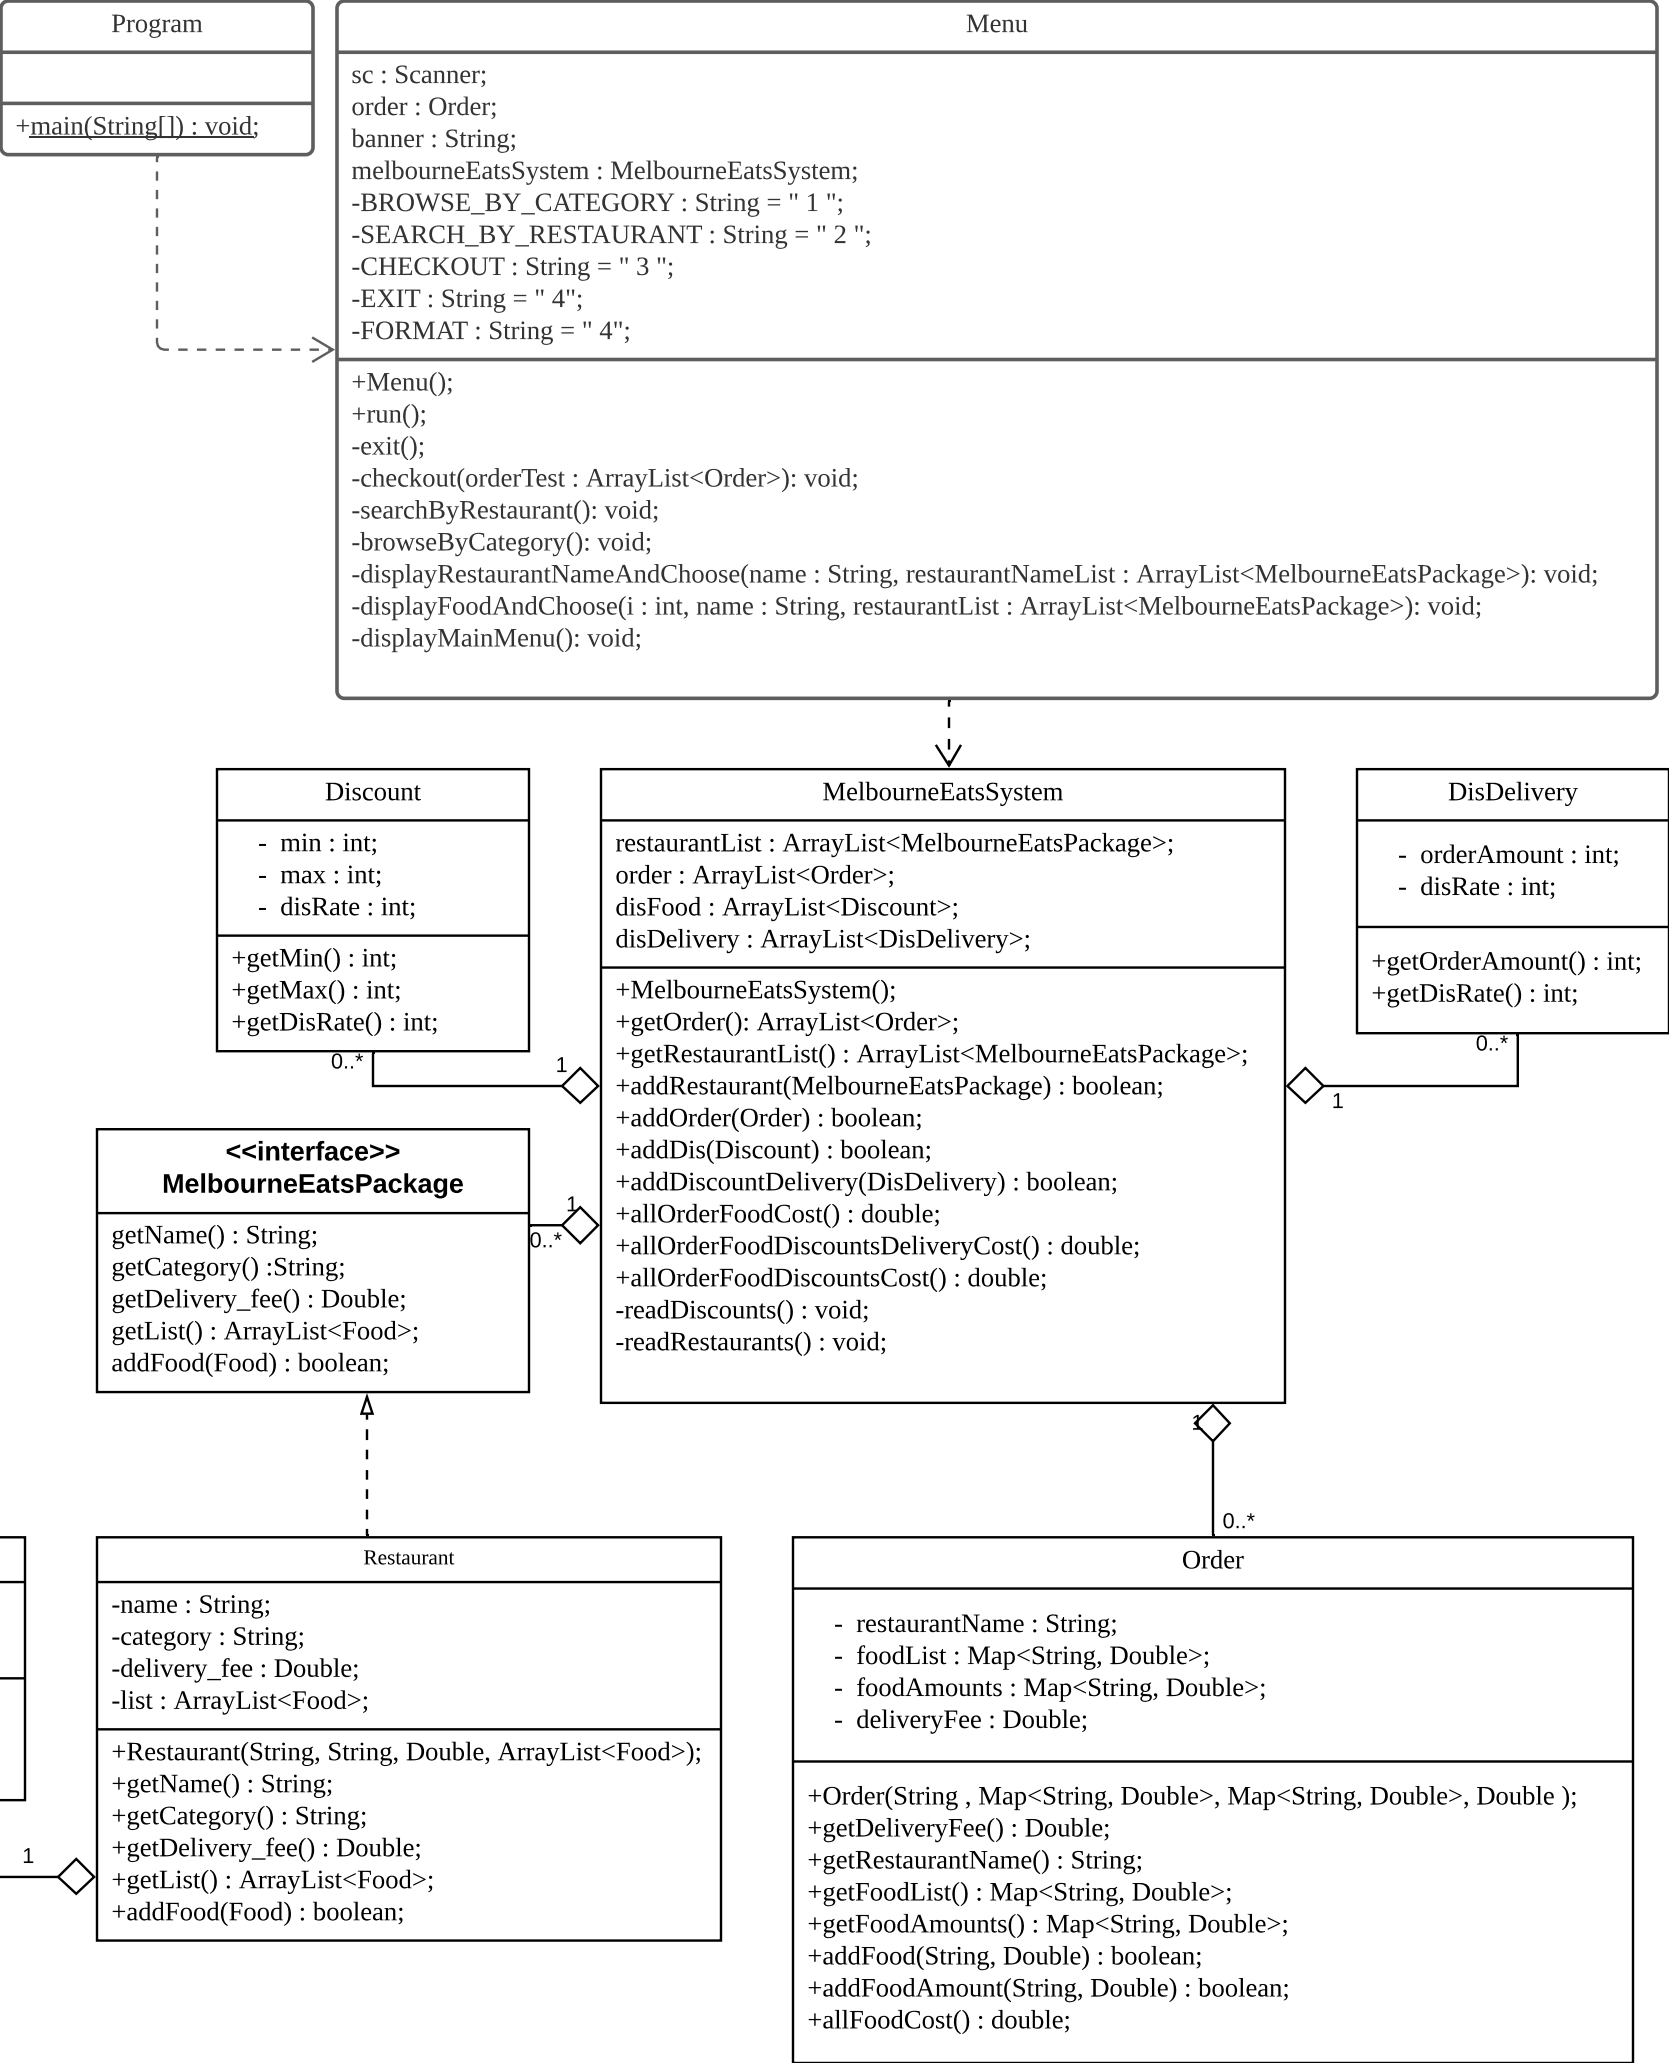 Program
+main(String[]) : void;
Menu
sc : Scanner;
order : Order;
banner : String;
melbourneEatsSystem : MelbourneEatsSystem;
-BROWSE_BY_CATEGORY : String = " 1 ";
-SEARCH_BY_RESTAURANT : String = " 2 ";
-CHECKOUT : String = " 3 ";
-EXIT : String = " 4";
-FORMAT : String = " 4";
+Menu();
+run();
-exit();
-checkout(orderTest : ArrayList<Order>): void;
-searchByRestaurant(): void;
-browseByCategory(): void;
-displayRestaurantNameAndChoose(name : String, restaurantNameList : ArrayList<MelbourneEatsPackage>): void;
-displayFoodAndChoose(i : int, name : String, restaurantList : ArrayList<MelbourneEatsPackage>): void;
-displayMainMenu(): void;
Discount
- min : int;
- max : int;
- disRate : int;
+getMin() : int;
+getMax() : int;
+getDisRate() : int;
0..*
1
MelbourneEatsSystem
restaurantList : ArrayList<MelbourneEatsPackage>;
order : ArrayList<Order>;
disFood : ArrayList<Discount>;
disDelivery : ArrayList<DisDelivery>;
+MelbourneEatsSystem();
+getOrder(): ArrayList<Order>;
+getRestaurantList() : ArrayList<MelbourneEatsPackage>;
+addRestaurant(MelbourneEatsPackage) : boolean;
+addOrder(Order) : boolean;
+addDis(Discount) : boolean;
+addDiscountDelivery(DisDelivery) : boolean;
+allOrderFoodCost() : double;
+allOrderFoodDiscountsDeliveryCost() : double;
+allOrderFoodDiscountsCost() : double;
-readDiscounts() : void;
-readRestaurants() : void;
DisDelivery
- orderAmount : int;
- disRate : int;
+getOrderAmount() : int;
+getDisRate() : int;
0..*
1
<<interface>>
MelbourneEatsPackage
getName() : String;
getCategory() :String;
getDelivery_fee() : Double;
getList() : ArrayList<Food>;
addFood(Food) : boolean;
1
0..*
1
0..*
Restaurant
-name : String;
-category : String;
-delivery_fee : Double;
-list : ArrayList<Food>;
+Restaurant(String, String, Double, ArrayList<Food>);
+getName() : String;
+getCategory() : String;
+getDelivery_fee() : Double;
+getList() : ArrayList<Food>;
+addFood(Food) : boolean;
1
Order
- restaurantName : String;
- foodList : Map<String, Double>;
- foodAmounts : Map<String, Double>;
- deliveryFee : Double;
+Order(String , Map<String, Double>, Map<String, Double>, Double );
+getDeliveryFee() : Double;
+getRestaurantName() : String;
+getFoodList() : Map<String, Double>;
+getFoodAmounts() : Map<String, Double>;
+addFood(String, Double) : boolean;
+addFoodAmount(String, Double) : boolean;
+allFoodCost() : double;